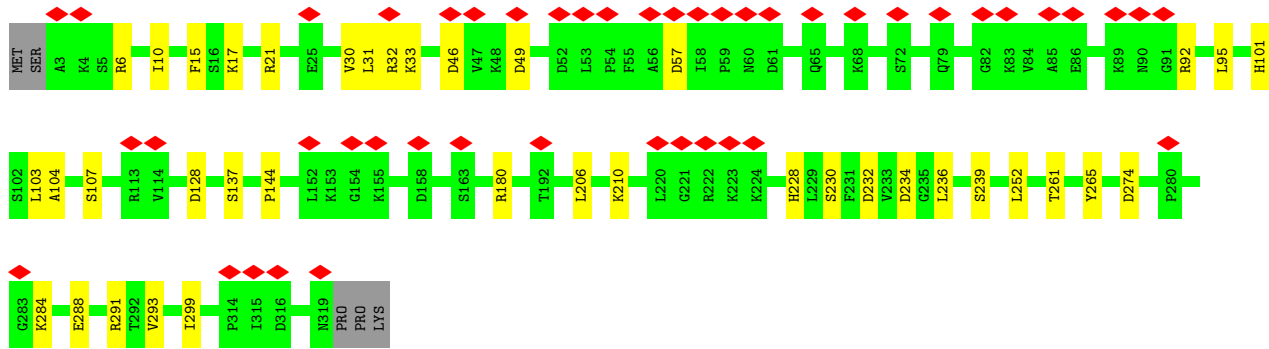 MET SER A3 K4 S5 R6 I10 F15 S16 K17 R21 E25 V30 L31 R32 K33 D46 V47 K48 D49 D52 L53 P54 F55 A56 D57 I58 P59 N60 D61 Q65 K68 S72 Q79 G82 K83 V84 A85 E86 K89 N90 G91 R92 L95 H101
S102 L103 A104 S107 R113 V114 D128 S137 P144 L152 K153 G154 K155 D158 S163 R180 T192 L206 K210 L220 G221 R222 K223 K224 H228 L229 S230 F231 D232 V233 D234 G235 L236 S239 L252 T261 Y265 D274 P280
G283 K284 E288 R291 T292 V293 I299 P314 I315 D316 N319 PRO PRO LYS